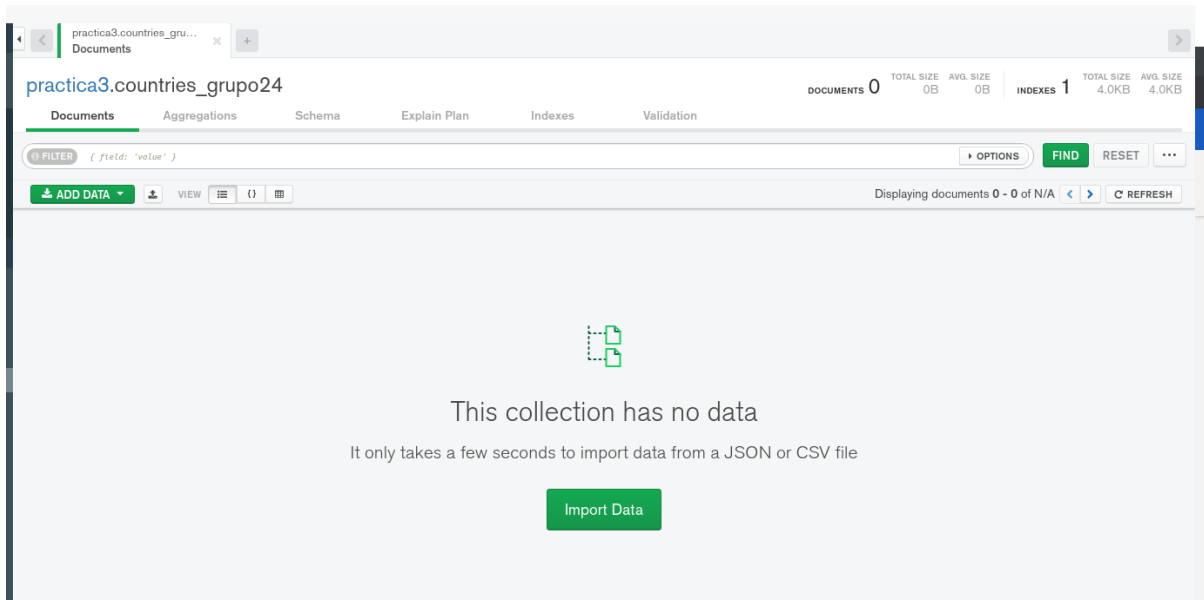 practica3.countries_gru...
Documents
practica3.countries_grupo24
DOCUMENTS 0 TOTAL SIZE 0B AVG. SIZE 0B INDEXES 1 TOTAL SIZE 4.0KB AVG. SIZE 4.0KB
Documents Aggregations Schema Explain Plan Indexes Validation
FILTER { field: 'value' } OPTIONS FIND RESET ...
ADD DATA VIEW {} Displaying documents 0 - 0 of N/A < > REFRESH
This collection has no data
It only takes a few seconds to import data from a JSON or CSV file
Import Data